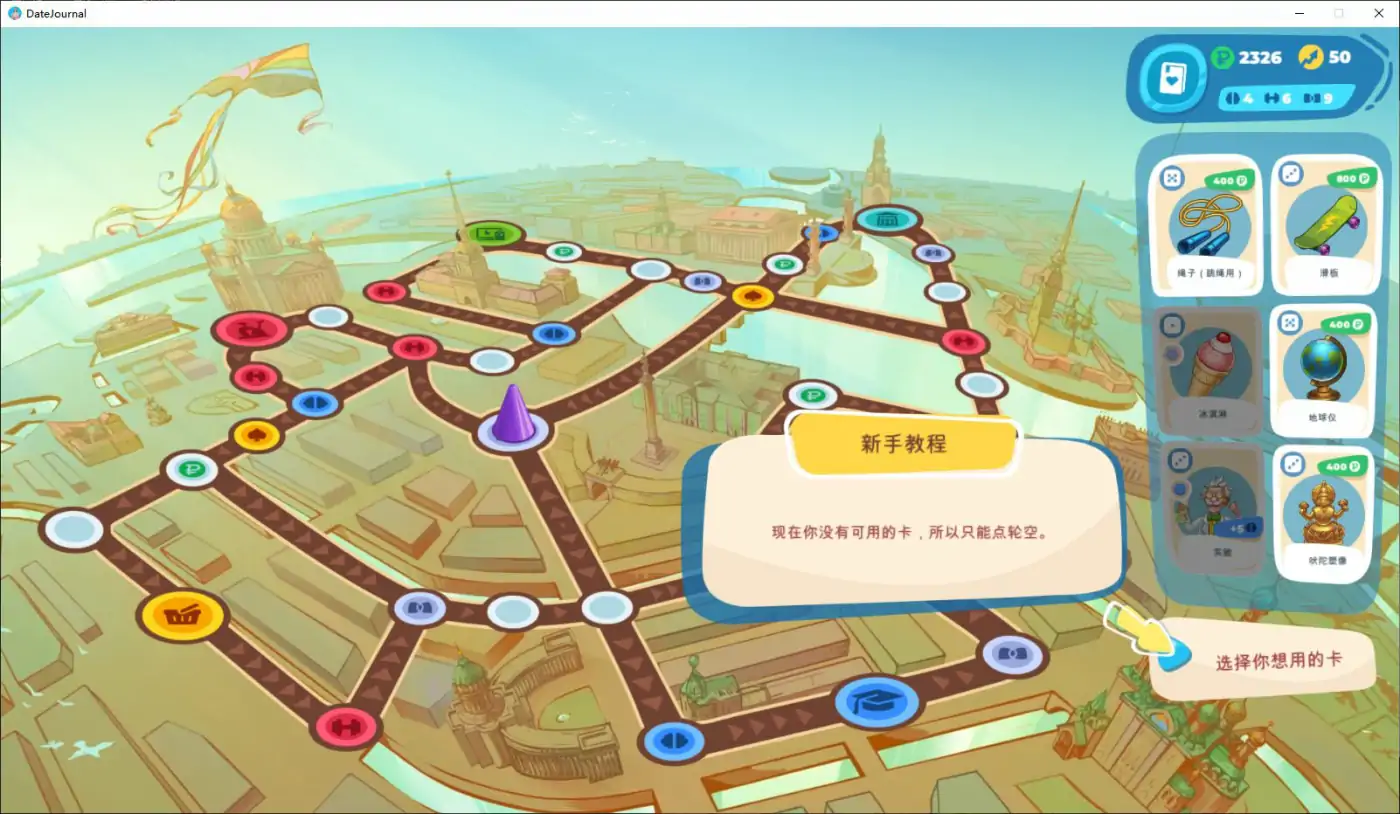 DateJournal
2326
50
4
6
9
400
800
绳子（跳绳用）
滑板
400
冰淇淋
地球仪
400
+5
实验
吠陀塑像
新手教程
现在你没有可用的卡，所以只能点轮空。
选择你想用的卡